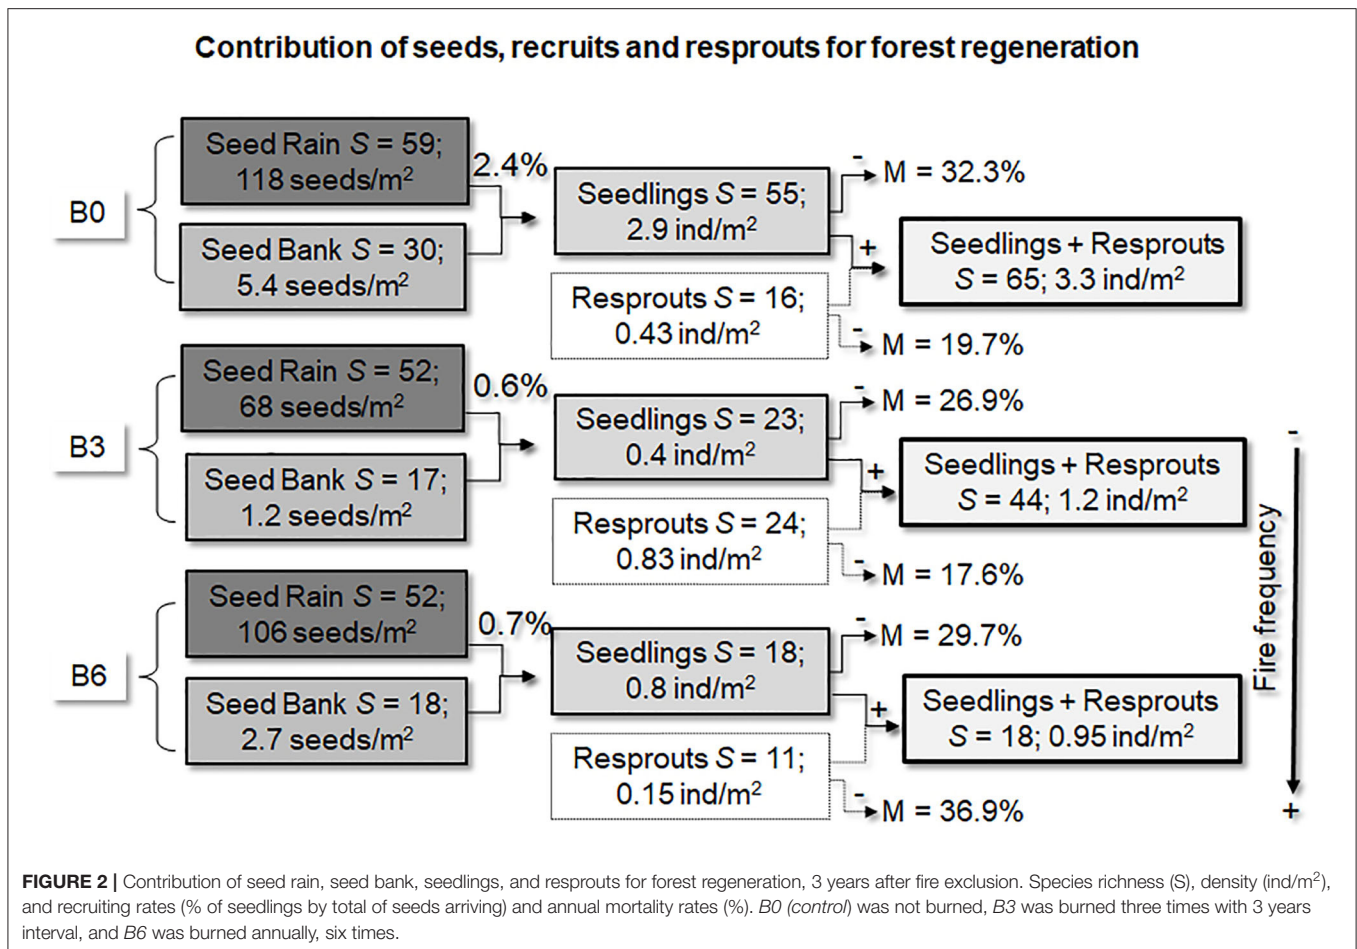 Contribution of seeds, recruits and resprouts for forest regeneration
B0
Seed Rain S = 59;
118 seeds/m²
2.4%
Seed Bank S = 30;
5.4 seeds/m²
Seedlings S = 55;
2.9 ind/m²
-
M = 32.3%
+
Seedlings + Resprouts
S = 65; 3.3 ind/m²
Resprouts S = 16;
0.43 ind/m²
-
M = 19.7%
B3
Seed Rain S = 52;
68 seeds/m²
0.6%
Seed Bank S = 17;
1.2 seeds/m²
Seedlings S = 23;
0.4 ind/m²
-
M = 26.9%
+
Seedlings + Resprouts
S = 44; 1.2 ind/m²
Resprouts S = 24;
0.83 ind/m²
-
M = 17.6%
B6
Seed Rain S = 52;
106 seeds/m²
0.7%
Seed Bank S = 18;
2.7 seeds/m²
Seedlings S = 18;
0.8 ind/m²
-
M = 29.7%
+
Seedlings + Resprouts
S = 18; 0.95 ind/m²
Resprouts S = 11;
0.15 ind/m²
-
M = 36.9%
-
Fire frequency
+
FIGURE 2 | Contribution of seed rain, seed bank, seedlings, and resprouts for forest regeneration, 3 years after fire exclusion. Species richness (S), density (ind/m²),
and recruiting rates (% of seedlings by total of seeds arriving) and annual mortality rates (%). B0 (control) was not burned, B3 was burned three times with 3 years
interval, and B6 was burned annually, six times.